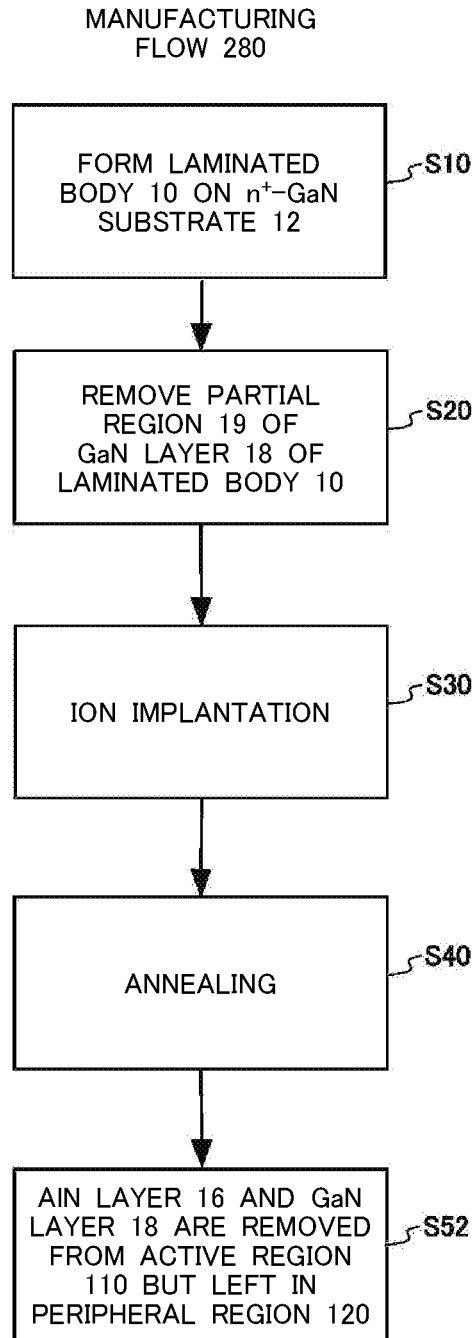 MANUFACTURING
FLOW 280
FORM LAMINATED
BODY 10 ON n⁺-GaN
SUBSTRATE 12
S10
REMOVE PARTIAL
REGION 19 OF
GaN LAYER 18 OF
LAMINATED BODY 10
S20
ION IMPLANTATION
S30
ANNEALING
S40
AlN LAYER 16 AND GaN
LAYER 18 ARE REMOVED
FROM ACTIVE REGION
110 BUT LEFT IN
PERIPHERAL REGION 120
S52